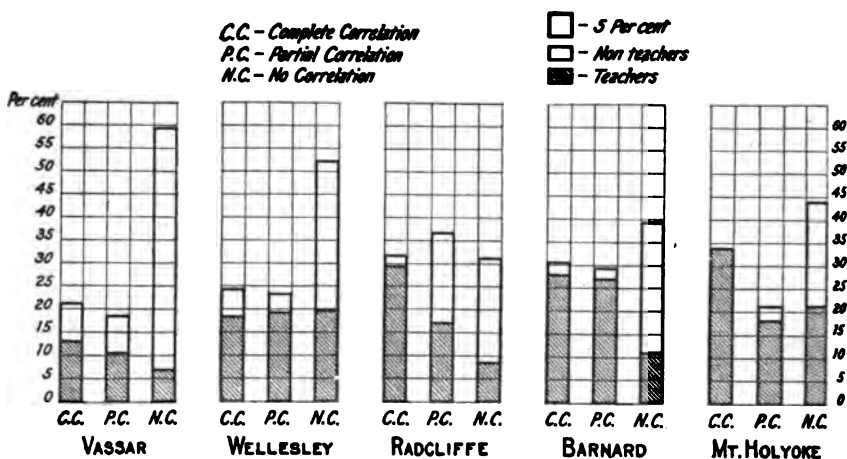 C.C. – Complete Correlation
P.C. – Partial Correlation
N.C. – No Correlation
– 5 Per cent
– Non teachers
– Teachers
Per cent
60
55
50
45
40
35
30
25
20
15
10
5
0
60
55
50
45
40
35
30
25
20
15
10
5
0
C.C. P.C. N.C. C.C. P.C. N.C. C.C. P.C. N.C. C.C. P.C. N.C. C.C. P.C. N.C.
VASSAR WELLESLEY RADCLIFFE BARNARD MT. HOLYOKE